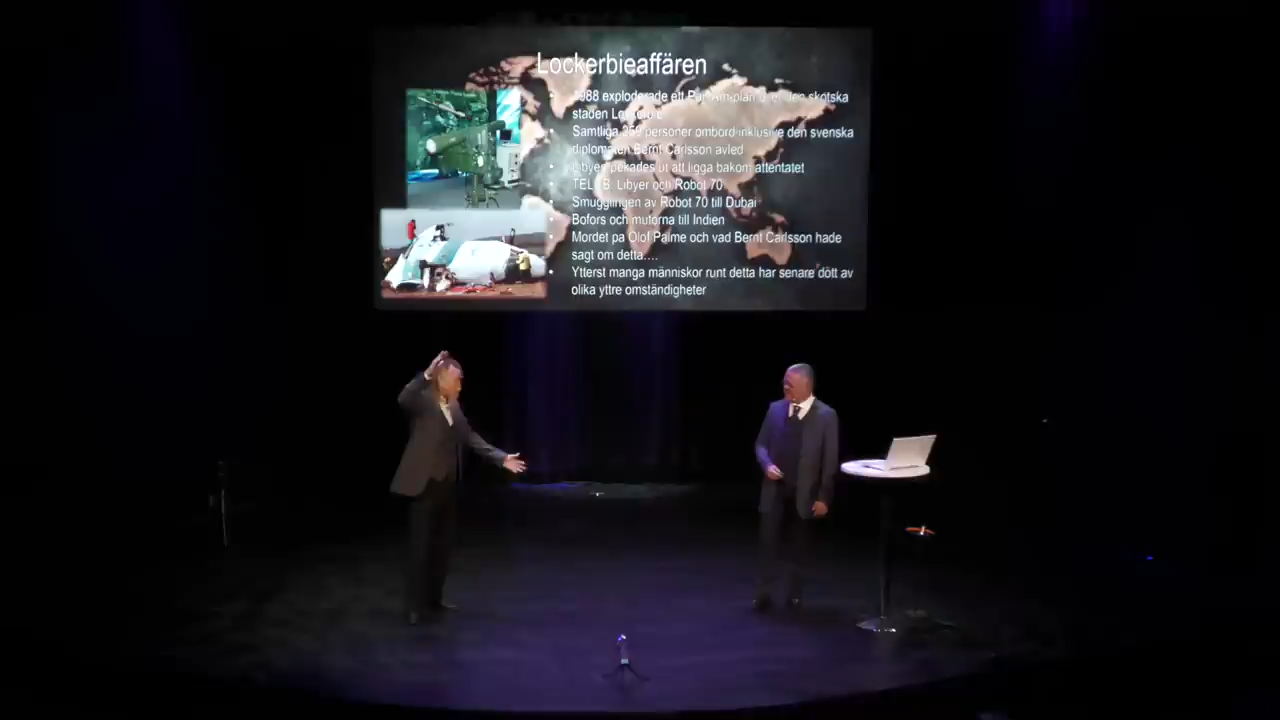 Lockerbieaffären
1988 exploderade ett Pan Am-plan över den skotska
staden Lockerbie
Samtliga 259 personer ombord inklusive den svenska
diplomaten Bernt Carlsson avled
Libyen pekades ut att ligga bakom attentatet
Libyer och Robot 70
Smugglingen av Robot 70 till Dubai
Bofors och mutorna till Indien
Mordet på Olof Palme och vad Bernt Carlsson hade
sagt om detta....
Ytterst många människor runt detta har senare dött av
olika yttre omständigheter